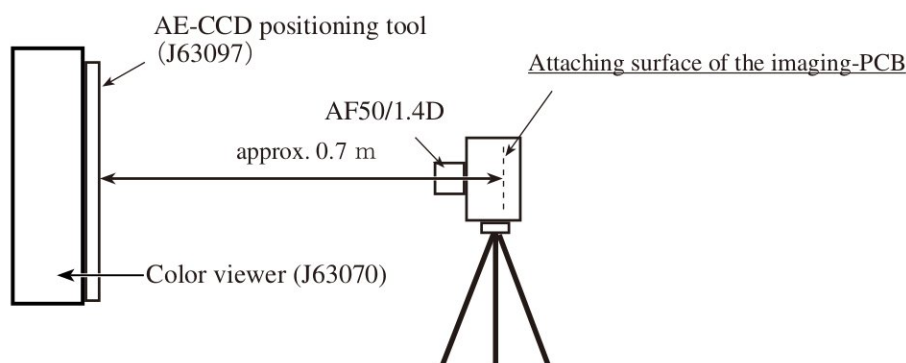 AE-CCD positioning tool
(J63097)
Attaching surface of the imaging-PCB
AF50/1.4D
approx. 0.7 m
Color viewer (J63070)